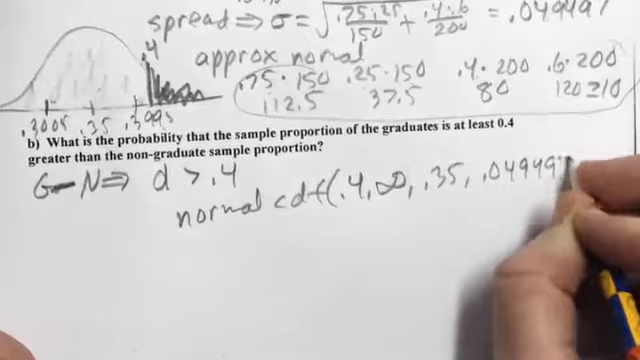 spread ⇒ σ = √(.75·.25/150 + .4·.6/200) = .049497
approx normal
.75·150 .25·150 .4·200 .6·200
112.5 37.5 80 120≥10
.4
.3005 .35 .3995
b) What is the probability that the sample proportion of the graduates is at least 0.4
greater than the non-graduate sample proportion?
G-N ⇒ d > .4
normal cdf(.4, ∞, .35, .04949